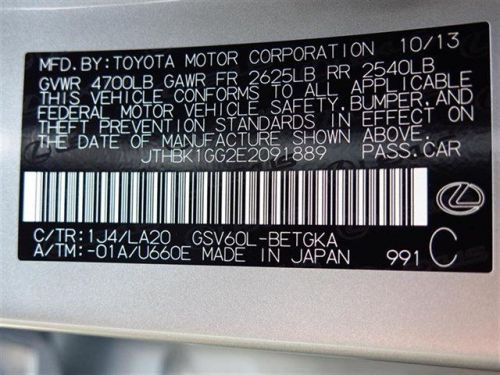 MFD.BY:TOYOTA MOTOR CORPORATION 10/13
GVWR 4700LB GAWR FR 2625LB RR 2540LB
THIS VEHICLE CONFORMS TO ALL APPLICABLE
FEDERAL MOTOR VEHICLE SAFETY,BUMPER,AND
THEFT PREVENTION STANDARDS IN EFFECT ON
THE DATE OF MANUFACTURE SHOWN ABOVE.
JTHBK1GG2E2091889 PASS.CAR
C/TR:1J4/LA20 GSV60L-BETGKA
A/TM:-01A/U660E MADE IN JAPAN 991 C